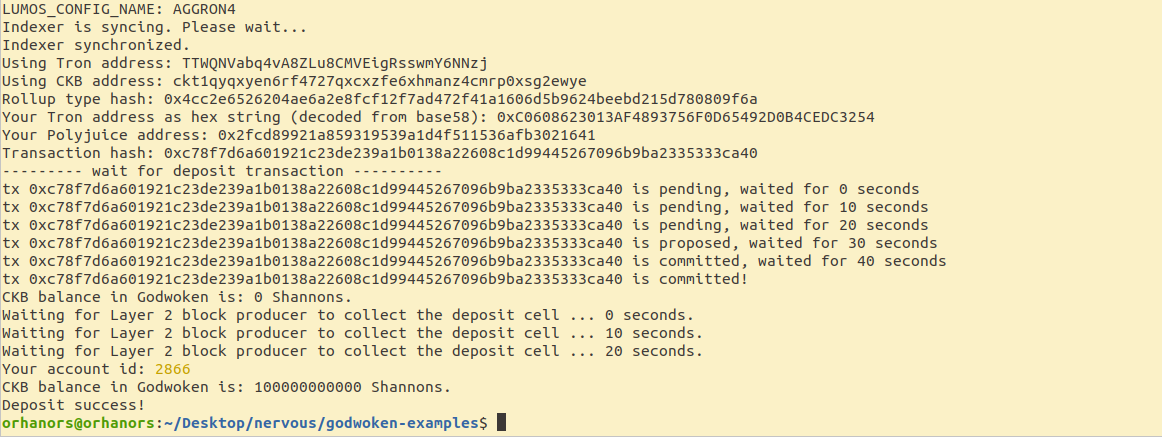 LUMOS_CONFIG_NAME: AGGRON4
Indexer is syncing. Please wait...
Indexer synchronized.
Using Tron address: TTWQNVabq4vA8ZLu8CMVEigRsswmY6NNzj
Using CKB address: ckt1qyqxyen6rf4727qxcxzfe6xhmanz4cmrp0xsg2ewye
Rollup type hash: 0x4cc2e6526204ae6a2e8fcf12f7ad472f41a1606d5b9624beebd215d780809f6a
Your Tron address as hex string (decoded from base58): 0xC0608623013AF4893756F0D65492D0B4CEDC3254
Your Polyjuice address: 0x2fcd89921a859319539a1d4f511536afb3021641
Transaction hash: 0xc78f7d6a601921c23de239a1b0138a22608c1d99445267096b9ba2335333ca40
--------- wait for deposit transaction ----------
tx 0xc78f7d6a601921c23de239a1b0138a22608c1d99445267096b9ba2335333ca40 is pending, waited for 0 seconds
tx 0xc78f7d6a601921c23de239a1b0138a22608c1d99445267096b9ba2335333ca40 is pending, waited for 10 seconds
tx 0xc78f7d6a601921c23de239a1b0138a22608c1d99445267096b9ba2335333ca40 is pending, waited for 20 seconds
tx 0xc78f7d6a601921c23de239a1b0138a22608c1d99445267096b9ba2335333ca40 is proposed, waited for 30 seconds
tx 0xc78f7d6a601921c23de239a1b0138a22608c1d99445267096b9ba2335333ca40 is committed, waited for 40 seconds
tx 0xc78f7d6a601921c23de239a1b0138a22608c1d99445267096b9ba2335333ca40 is committed!
CKB balance in Godwoken is: 0 Shannons.
Waiting for Layer 2 block producer to collect the deposit cell ... 0 seconds.
Waiting for Layer 2 block producer to collect the deposit cell ... 10 seconds.
Waiting for Layer 2 block producer to collect the deposit cell ... 20 seconds.
Your account id: 2866
CKB balance in Godwoken is: 100000000000 Shannons.
Deposit success!
orhanors@orhanors:~/Desktop/nervous/godwoken-examples$